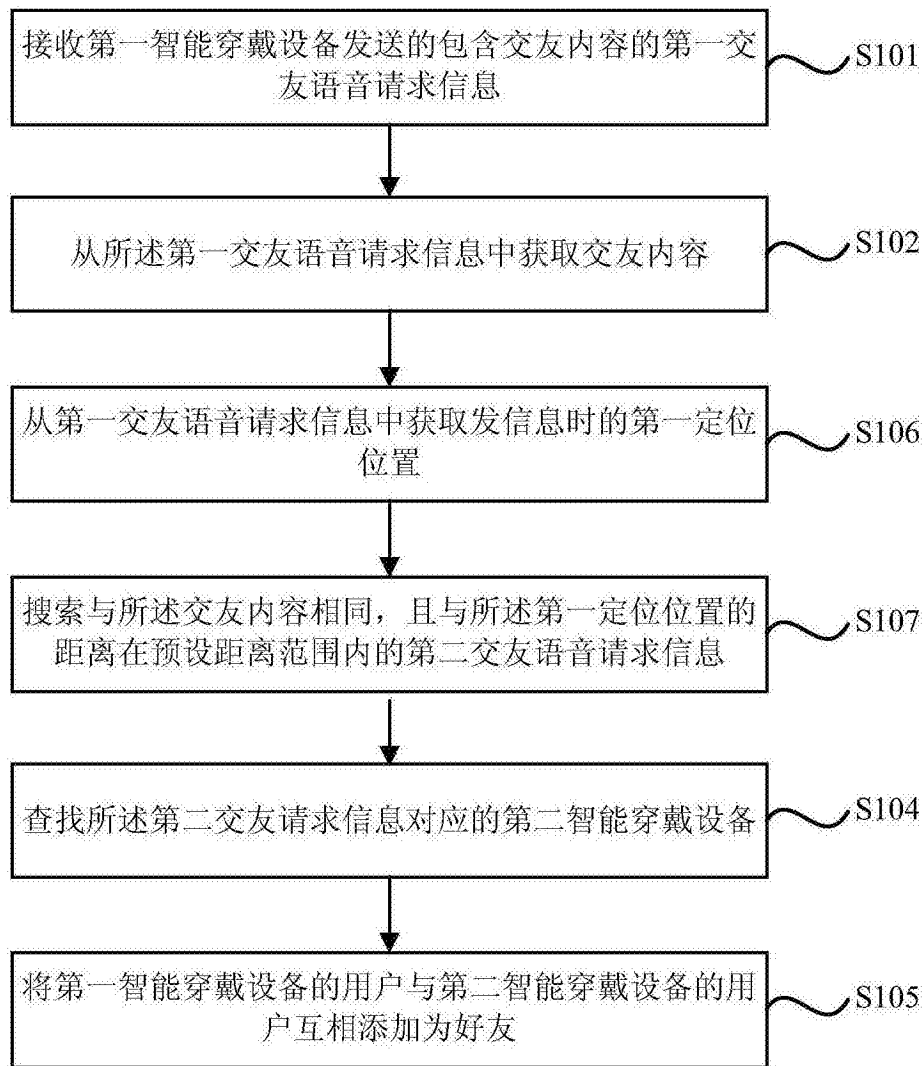 接收第一智能穿戴设备发送的包含交友内容的第一交
友语音请求信息
S101
从所述第一交友语音请求信息中获取交友内容
S102
从第一交友语音请求信息中获取发信息时的第一定位
位置
S106
搜索与所述交友内容相同，且与所述第一定位位置的
距离在预设距离范围内的第二交友语音请求信息
S107
查找所述第二交友请求信息对应的第二智能穿戴设备
S104
将第一智能穿戴设备的用户与第二智能穿戴设备的用
户互相添加为好友
S105